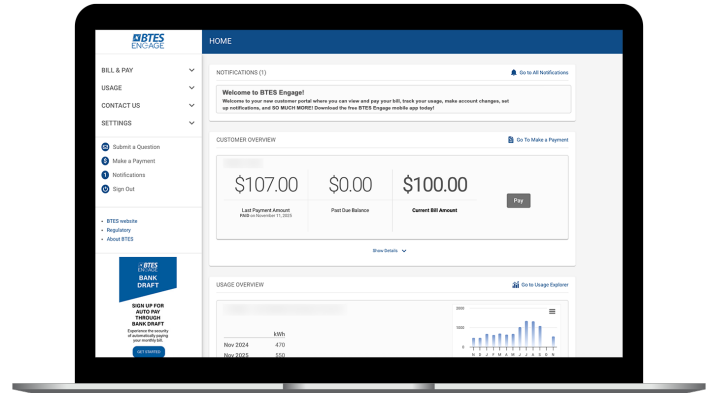 BTES
ENGAGE
HOME
BILL & PAY
USAGE
CONTACT US
SETTINGS
Submit a Question
Make a Payment
Notifications
Sign Out
BTES website
Regulatory
About BTES
BTES
ENGAGE
BANK
DRAFT
SIGN UP FOR
AUTO PAY
THROUGH
BANK DRAFT
Experience the security
of automatically paying
your monthly bill.
GET STARTED
NOTIFICATIONS (1)
Go to All Notifications
Welcome to BTES Engage!
Welcome to your new customer portal where you can view and pay your bill, track your usage, make account changes, set
up notifications, and SO MUCH MORE! Download the free BTES Engage mobile app today!
CUSTOMER OVERVIEW
Go To Make a Payment
$107.00 $0.00 $100.00
Last Payment Amount Past Due Balance Current Bill Amount
PAID on November 11, 2025
Pay
Show Details
USAGE OVERVIEW
Go to Usage Explorer
kWh
Nov 2024 470
Nov 2025 550
2000
1000
0
N D J F M A M J J A S O N